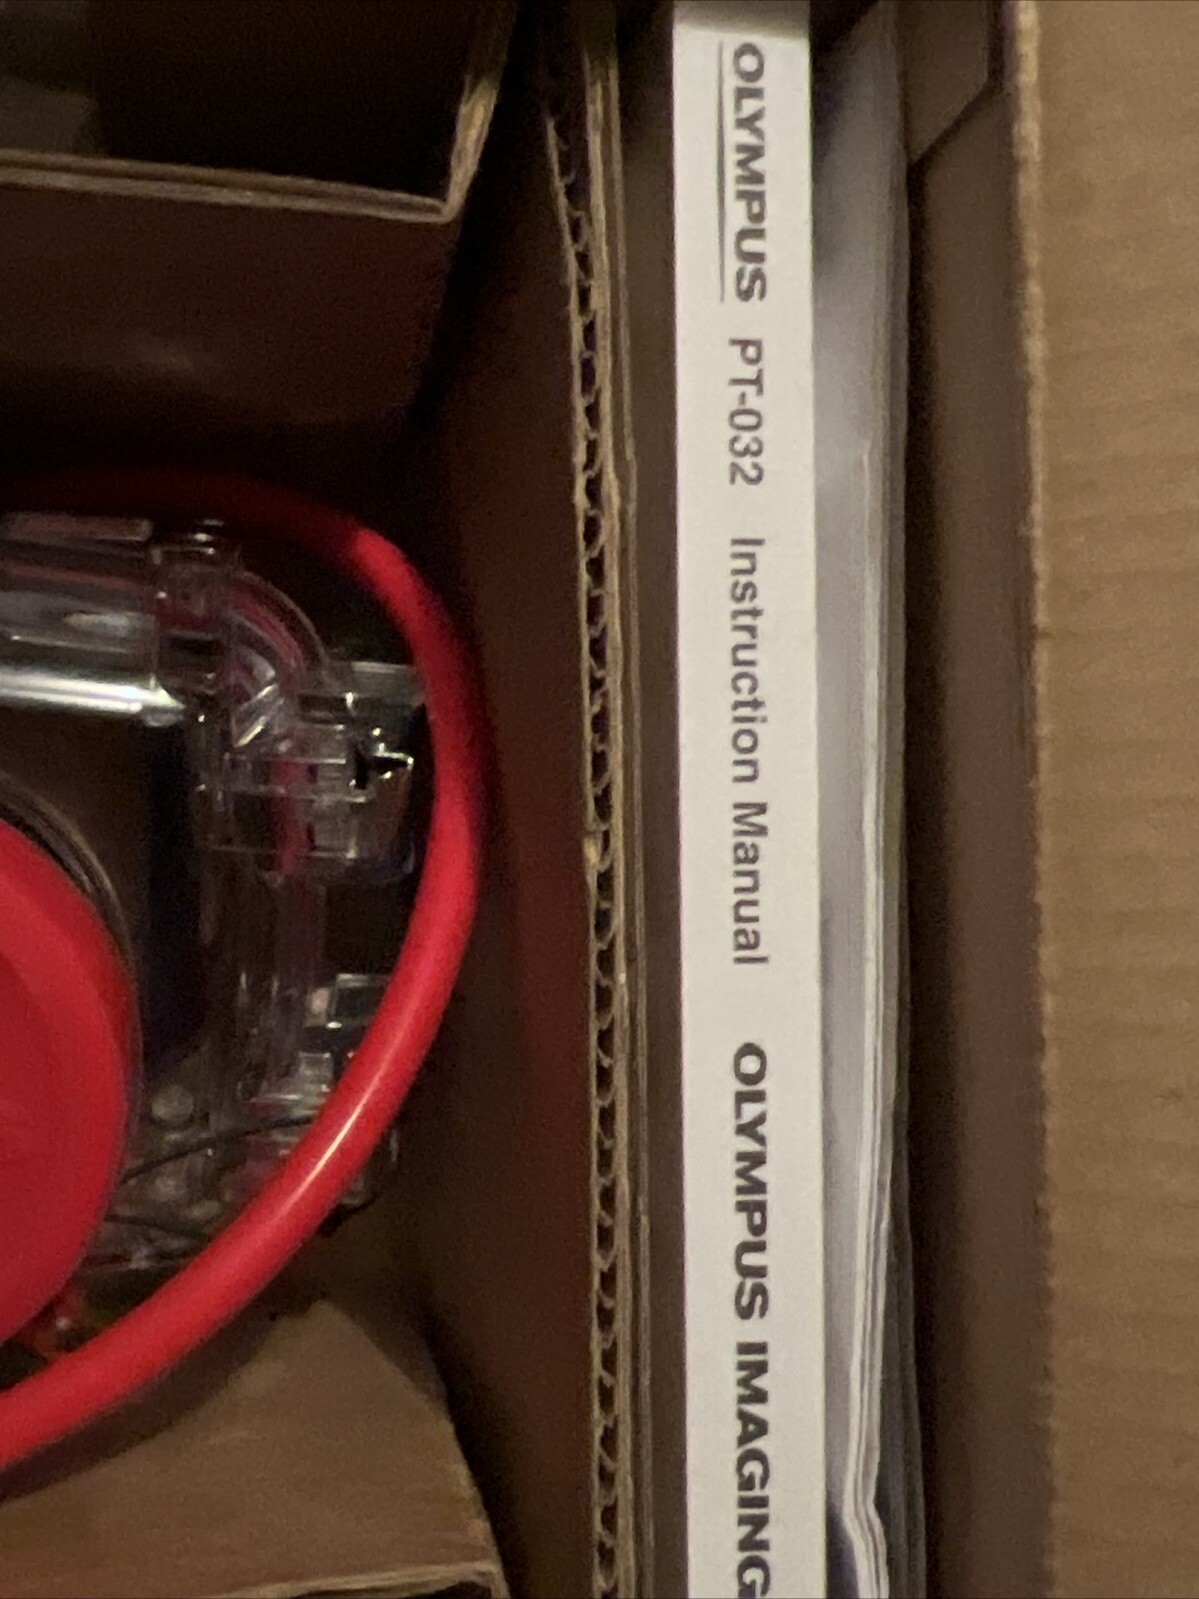 OLYMPUS PT-032 Instruction Manual OLYMPUS IMAGING